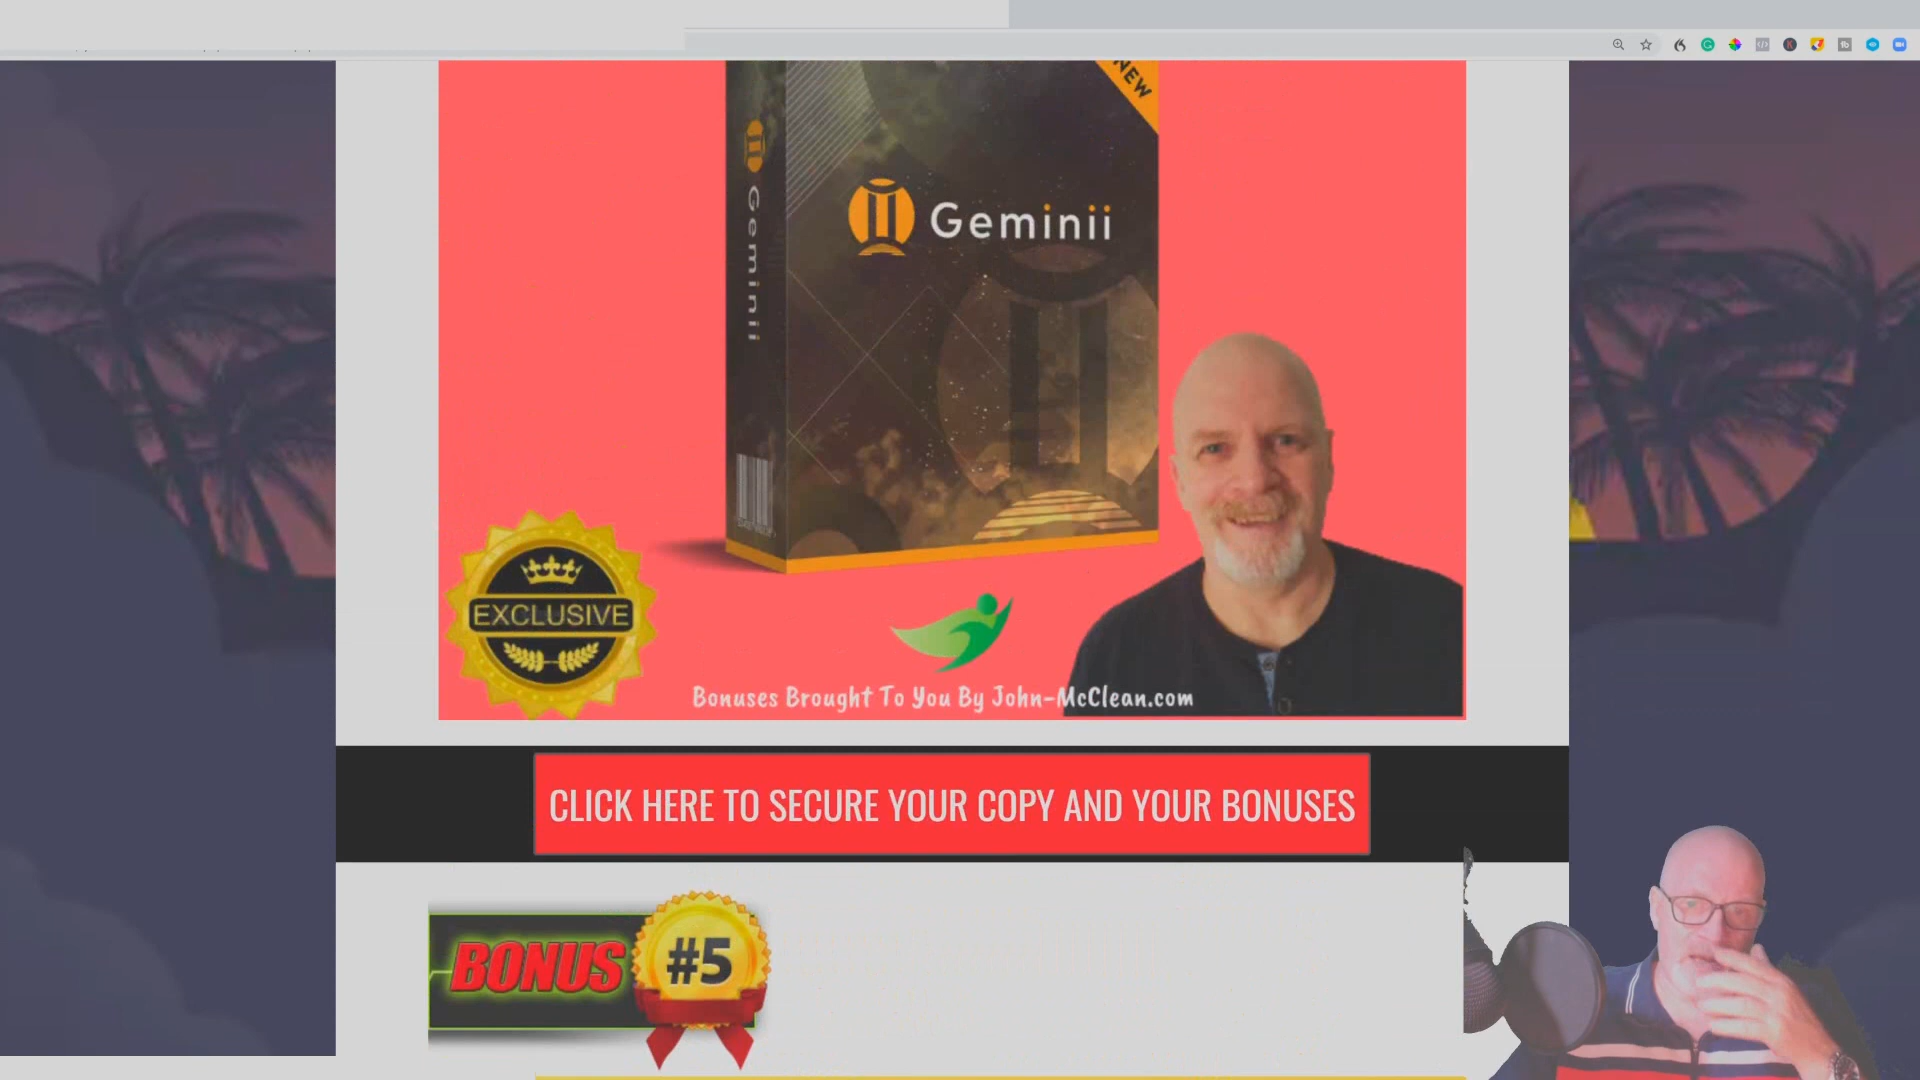 NEW
Geminii
Geminii
EXCLUSIVE
Bonuses Brought To You By John-McClean.com
CLICK HERE TO SECURE YOUR COPY AND YOUR BONUSES
BONUS #5